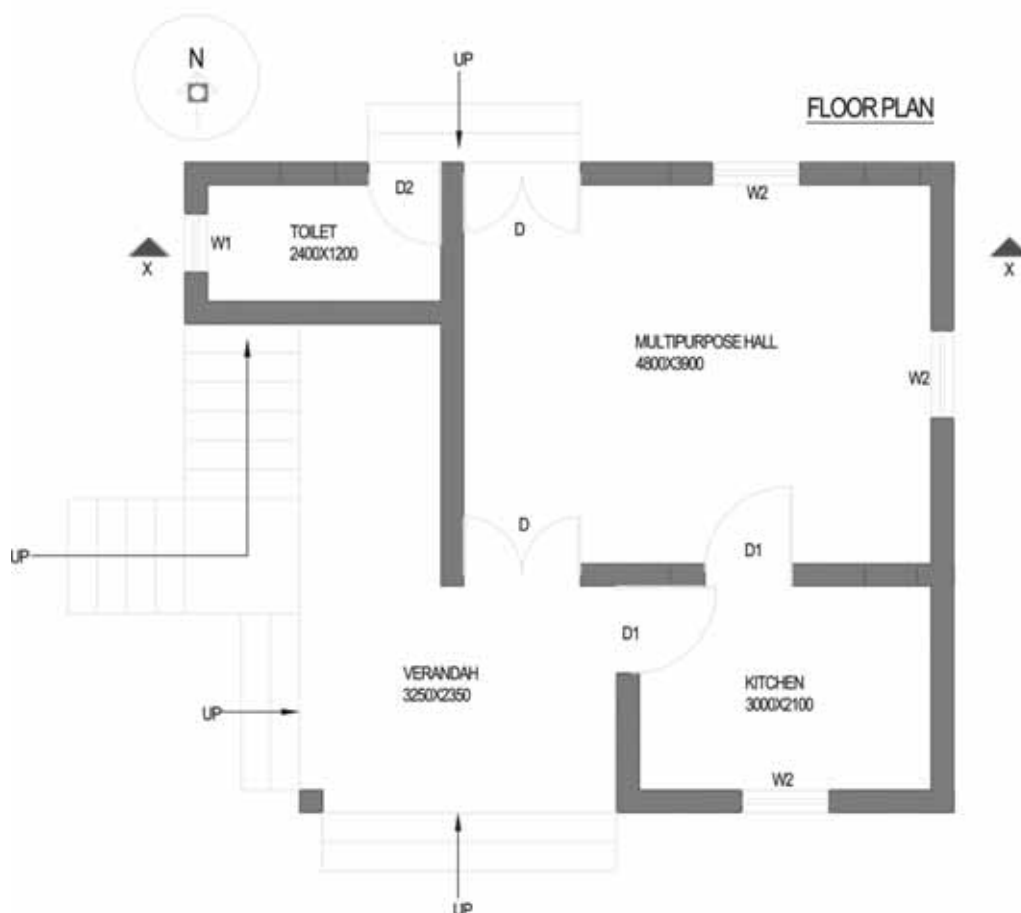 N
UP
FLOOR PLAN
D2
W2
D
W1
TOILET
2400X1200
X
X
MULTIPURPOSE HALL
4800X3900
W2
D
D1
UP
D1
VERANDAH
3250X2350
KITCHEN
3000X2100
UP
W2
UP